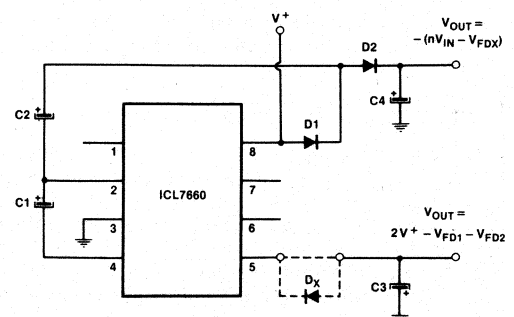 V+
VOUT =
-(nVIN - VFDX)
D2
C4
+
C2
+
D1
1
8
2
ICL7660
7
C1
+
3
6
VOUT =
2V+ - VFD1 - VFD2
4
5
DX
C3
+